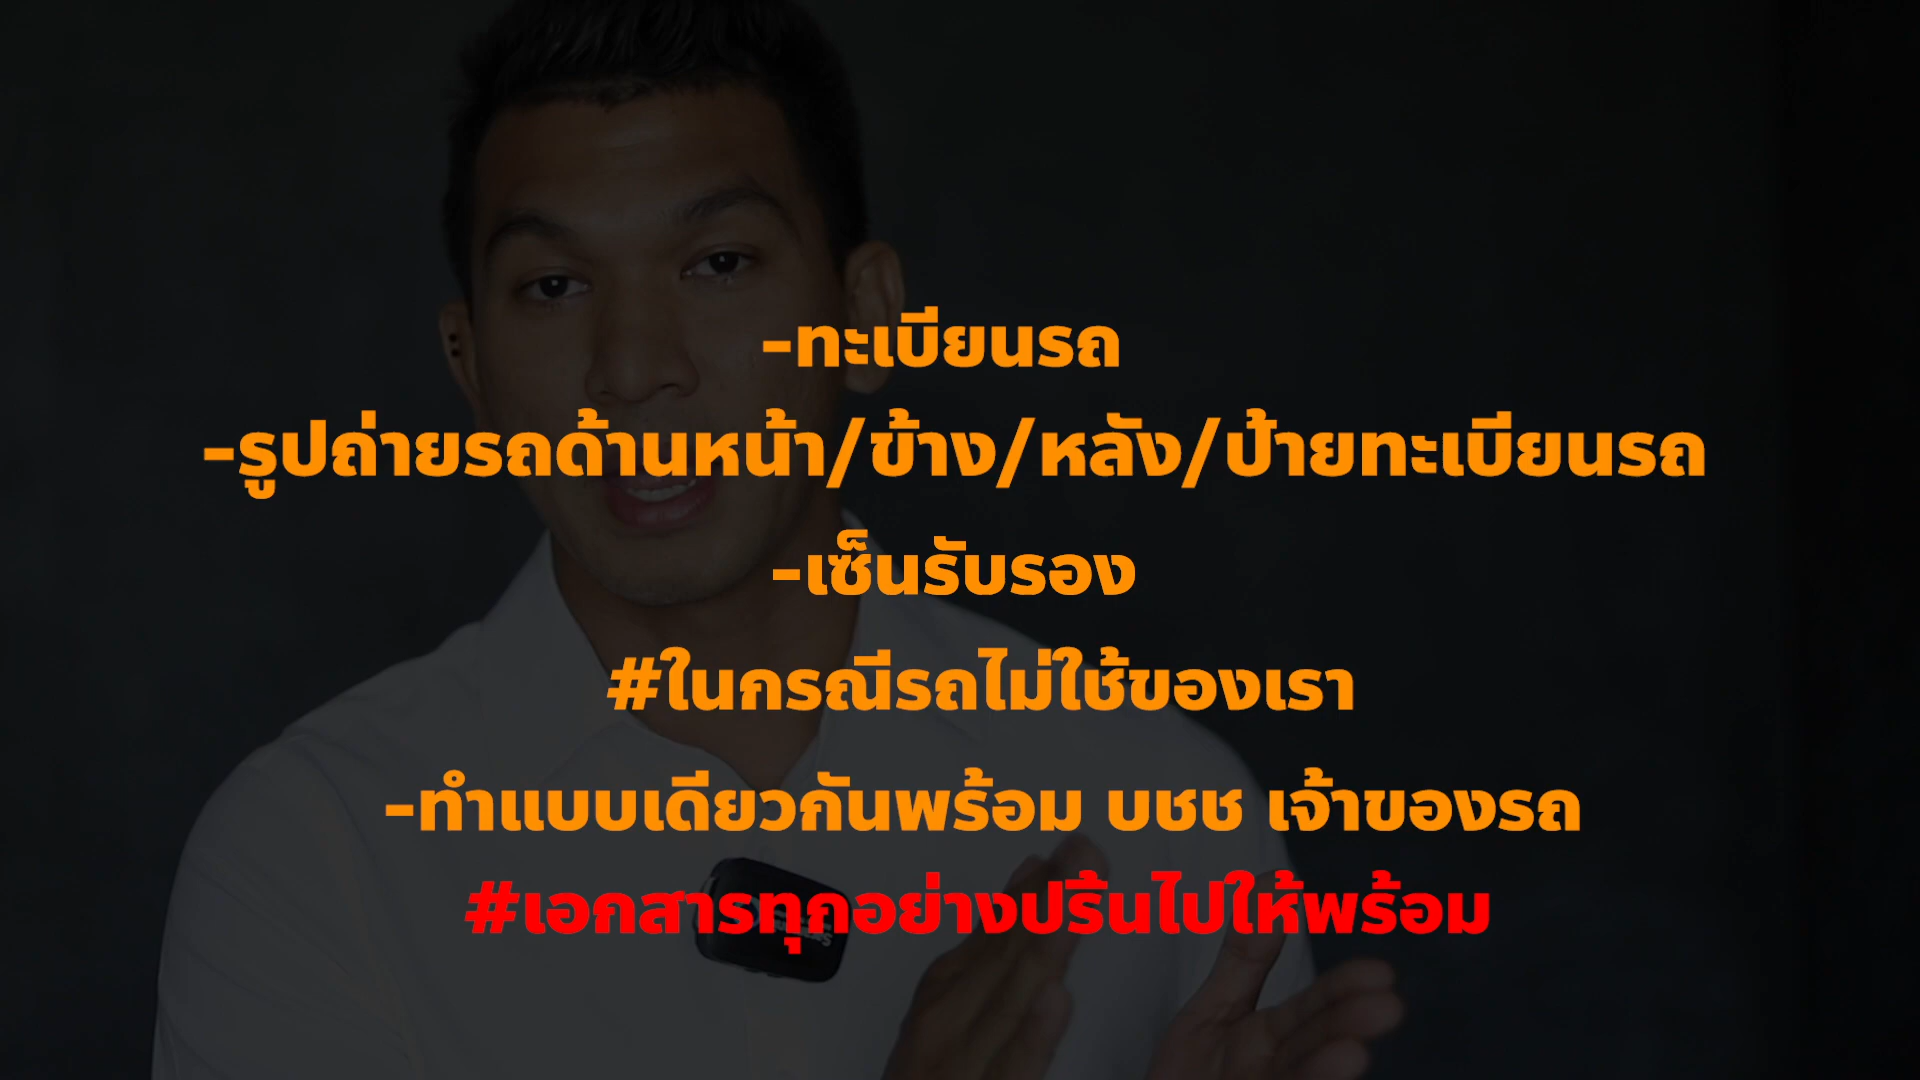 -ทะเบียนรถ
-รูปถ่ายรถด้านหน้า/ข้าง/หลัง/ป้ายทะเบียนรถ
-เซ็นรับรอง
#ในกรณีรถไม่ใช้ของเรา
-ทำแบบเดียวกันพร้อม บชช เจ้าของรถ
#เอกสารทุกอย่างปริ้นไปให้พร้อม